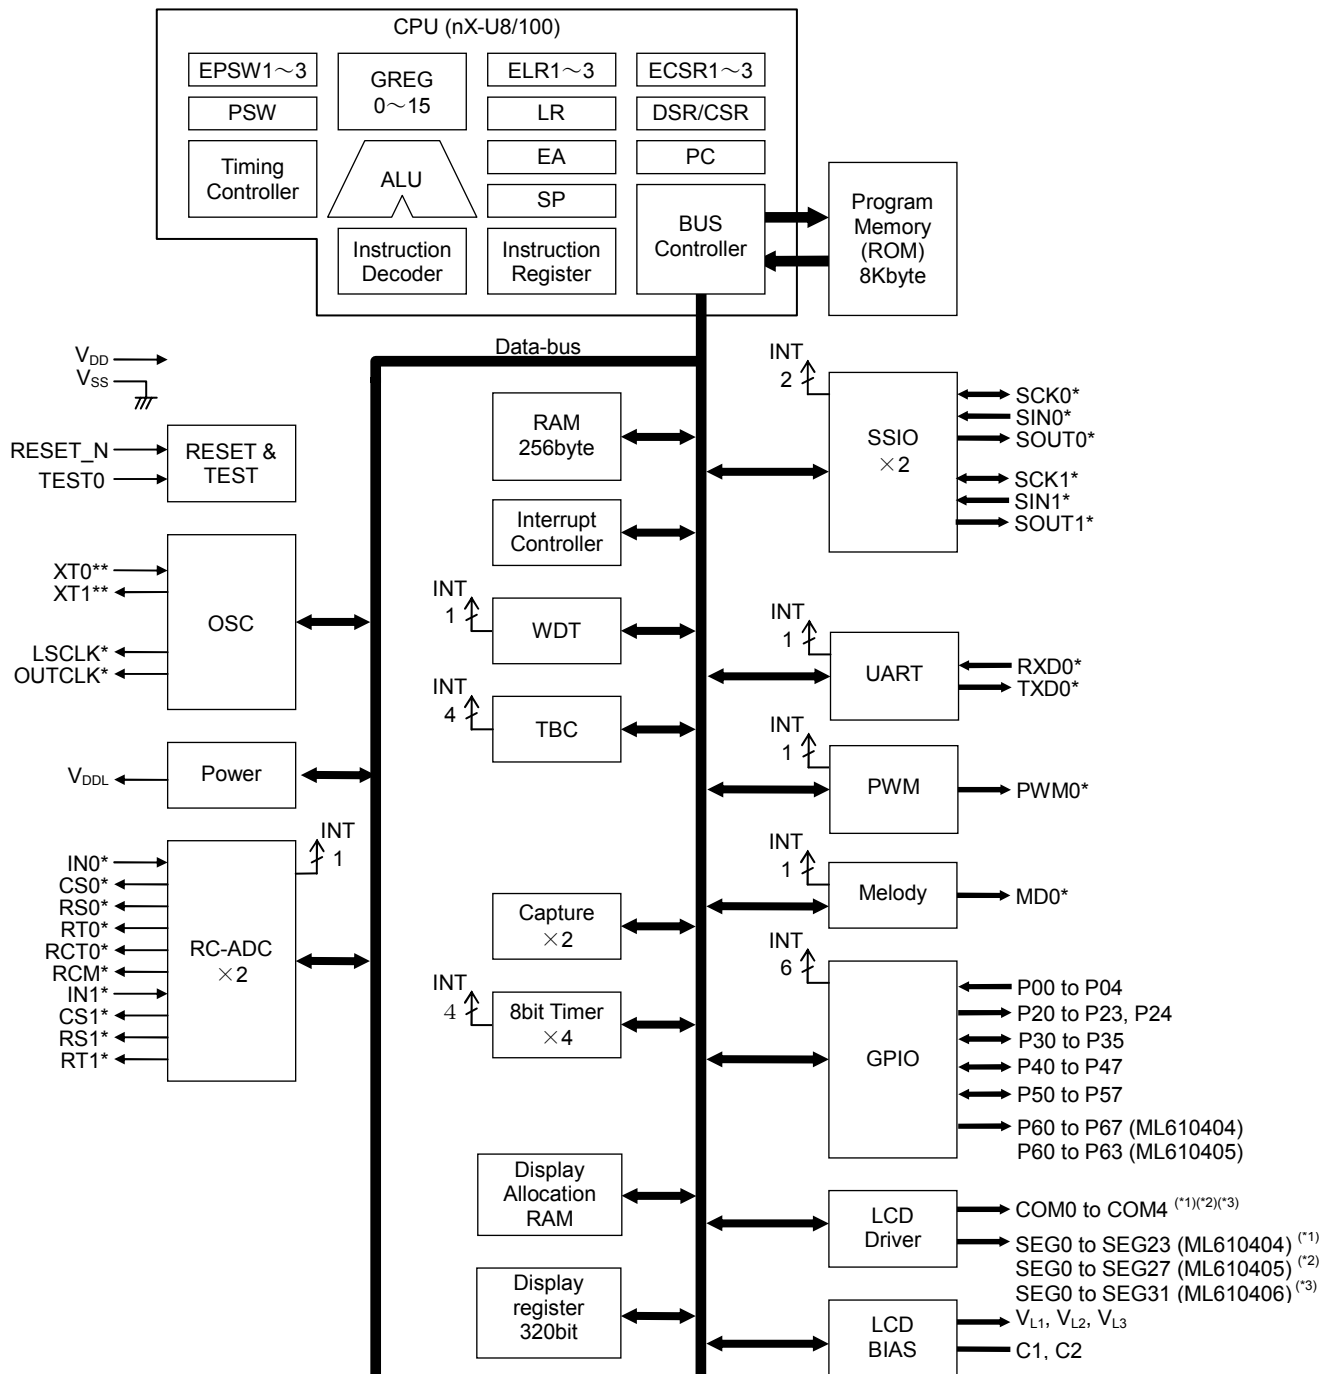 CPU (nX-U8/100)
EPSW1～3
GREG
0～15
ELR1～3
ECSR1～3
PSW
LR
DSR/CSR
Timing
Controller
ALU
EA
PC
SP
BUS
Controller
Instruction
Decoder
Instruction
Register
Program
Memory
(ROM)
8Kbyte
Data-bus
VDD
VSS
RESET_N
TEST0
RESET &
TEST
XT0**
XT1**
LSCLK*
OUTCLK*
OSC
VDDL
Power
INT
1
IN0*
CS0*
RS0*
RT0*
RCT0*
RCM*
IN1*
CS1*
RS1*
RT1*
RC-ADC
×2
RAM
256byte
Interrupt
Controller
INT
1
WDT
INT
4
TBC
Capture
×2
INT
4
8bit Timer
×4
Display
Allocation
RAM
Display
register
320bit
INT
2
SSIO
×2
SCK0*
SIN0*
SOUT0*
SCK1*
SIN1*
SOUT1*
INT
1
UART
RXD0*
TXD0*
INT
1
PWM
PWM0*
INT
1
Melody
MD0*
INT
6
GPIO
P00 to P04
P20 to P23, P24
P30 to P35
P40 to P47
P50 to P57
P60 to P67 (ML610404)
P60 to P63 (ML610405)
LCD
Driver
COM0 to COM4 (*1)(*2)(*3)
SEG0 to SEG23 (ML610404) (*1)
SEG0 to SEG27 (ML610405) (*2)
SEG0 to SEG31 (ML610406) (*3)
LCD
BIAS
VL1, VL2, VL3
C1, C2